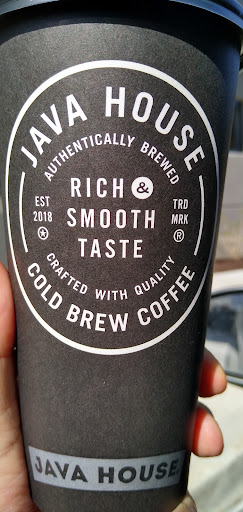 JAVA HOUSE
AUTHENTICALLY BREWED
RICH &
EST 2018
SMOOTH
TRD MRK
®
TASTE
CRAFTED WITH QUALITY
COLD BREW COFFEE
JAVA HOUSE